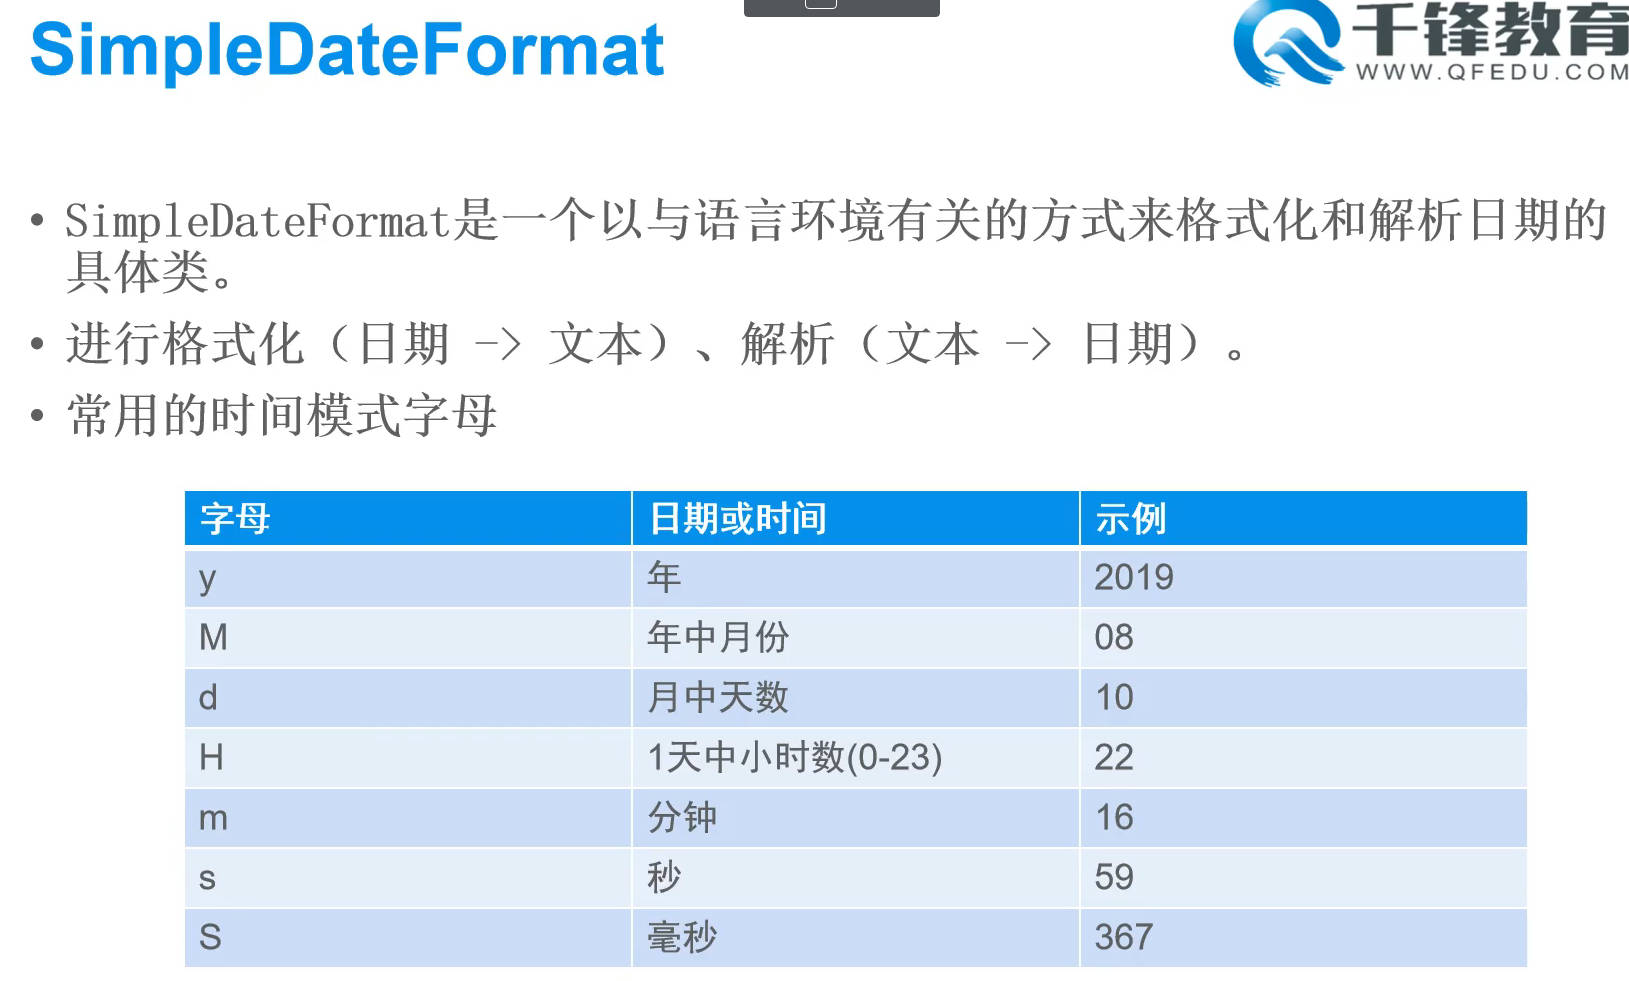 SimpleDateFormat
千锋教育
WWW.QFEDU.COM
• SimpleDateFormat是一个以与语言环境有关的方式来格式化和解析日期的
具体类。
• 进行格式化（日期 -> 文本）、解析（文本 -> 日期）。
• 常用的时间模式字母
字母 日期或时间 示例
y 年 2019
M 年中月份 08
d 月中天数 10
H 1天中小时数(0-23) 22
m 分钟 16
s 秒 59
S 毫秒 367